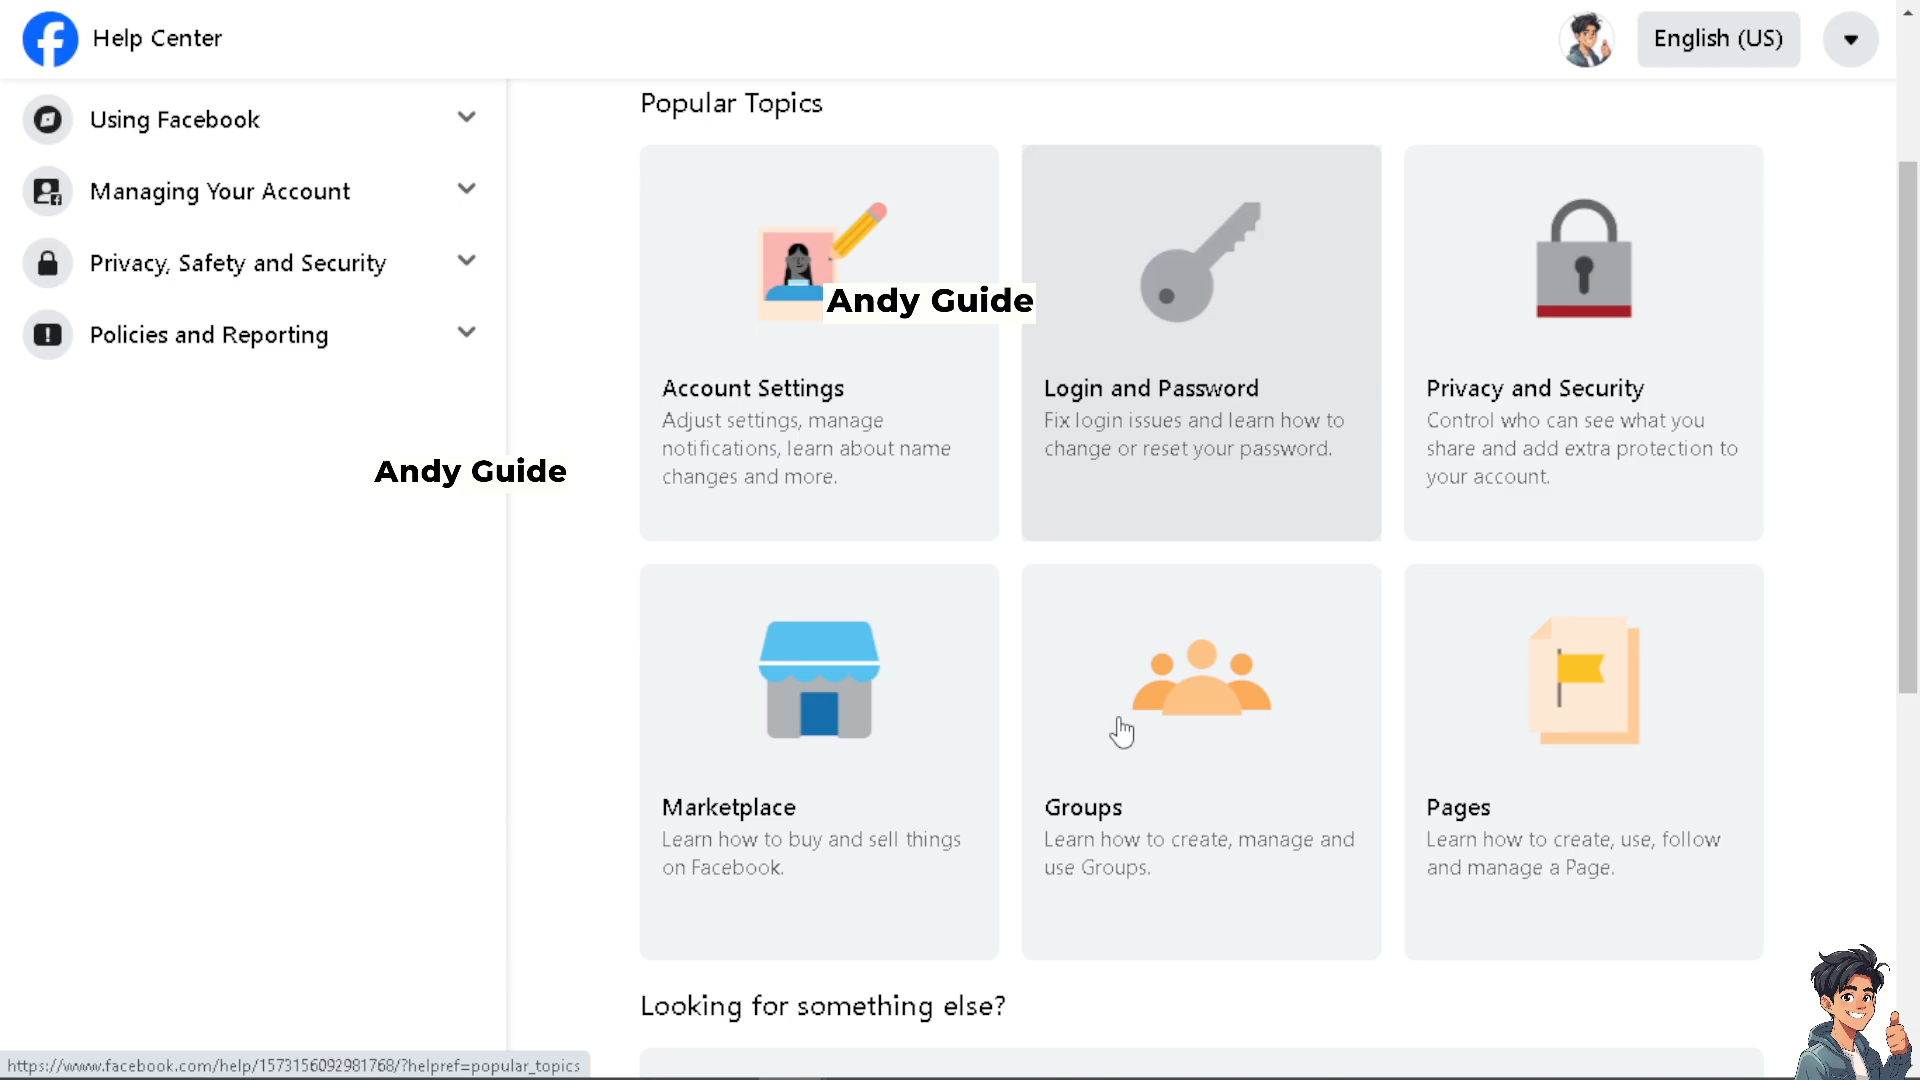 Help Center
English (US)
Using Facebook
Managing Your Account
Privacy, Safety and Security
Policies and Reporting
Popular Topics
Andy Guide
Andy Guide
Account Settings
Adjust settings, manage
notifications, learn about name
changes and more.
Login and Password
Fix login issues and learn how to
change or reset your password.
Privacy and Security
Control who can see what you
share and add extra protection to
your account.
Marketplace
Learn how to buy and sell things
on Facebook.
Groups
Learn how to create, manage and
use Groups.
Pages
Learn how to create, use, follow
and manage a Page.
Looking for something else?
https://www.facebook.com/help/1573156092981768/?helpref=popular_topics